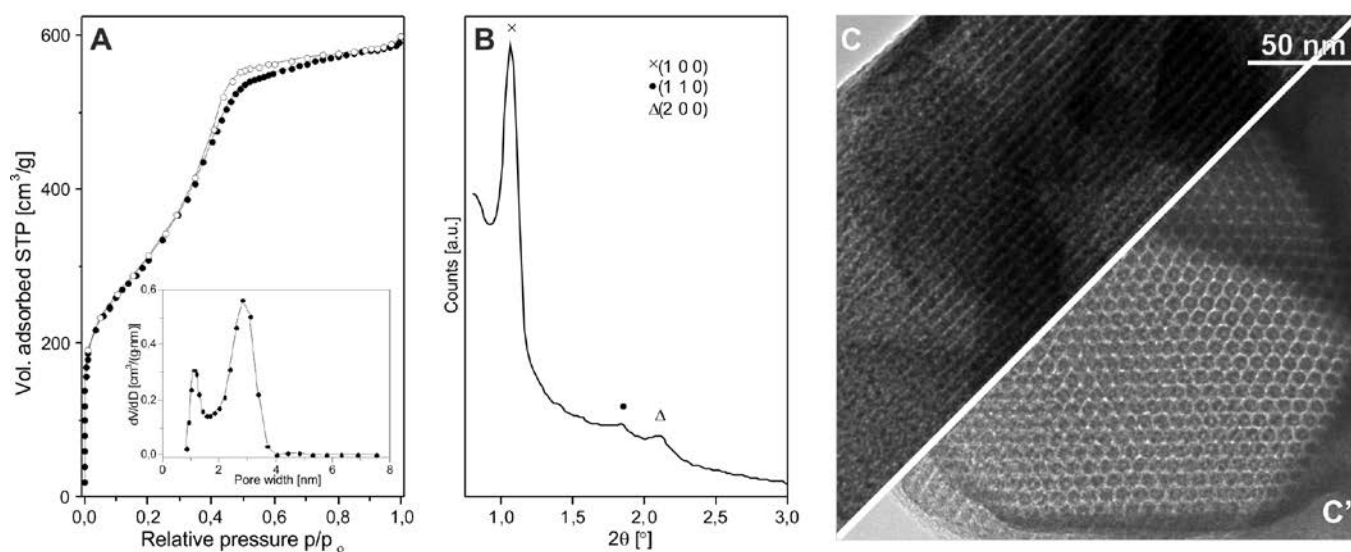 A
600
400
200
0
Vol. adsorbed STP [cm³/g]
0,0 0,2 0,4 0,6 0,8 1,0
Relative pressure p/pₒ
0,6
0,4
0,2
0,0
dV/dD [cm³/(g·nm)]
0 2 4 6 8
Pore width [nm]
B
×(1 0 0)
●(1 1 0)
Δ(2 0 0)
×
●
Δ
Counts [a.u.]
1,0 1,5 2,0 2,5 3,0
2θ [°]
C
50 nm
C'